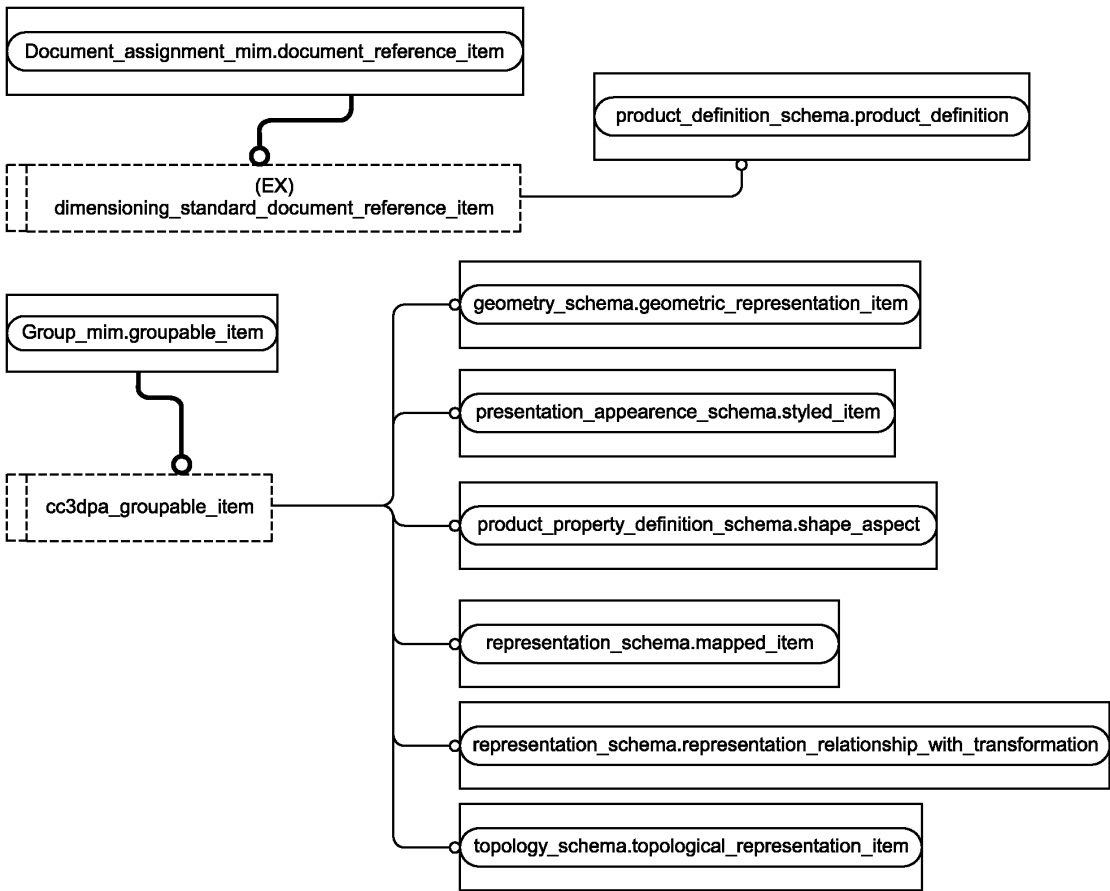 Document_assignment_mim.document_reference_item
product_definition_schema.product_definition
(EX)
dimensioning_standard_document_reference_item
geometry_schema.geometric_representation_item
Group_mim.groupable_item
presentation_appearence_schema.styled_item
cc3dpa_groupable_item
product_property_definition_schema.shape_aspect
representation_schema.mapped_item
representation_schema.representation_relationship_with_transformation
topology_schema.topological_representation_item